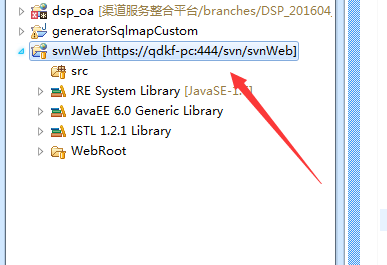 dsp_oa [渠道服务整合平台/branches/DSP_201604_
generatorSqlmapCustom
svnWeb [https://qdkf-pc:444/svn/svnWeb]
src
JRE System Library [JavaSE-1.
JavaEE 6.0 Generic Library
JSTL 1.2.1 Library
WebRoot